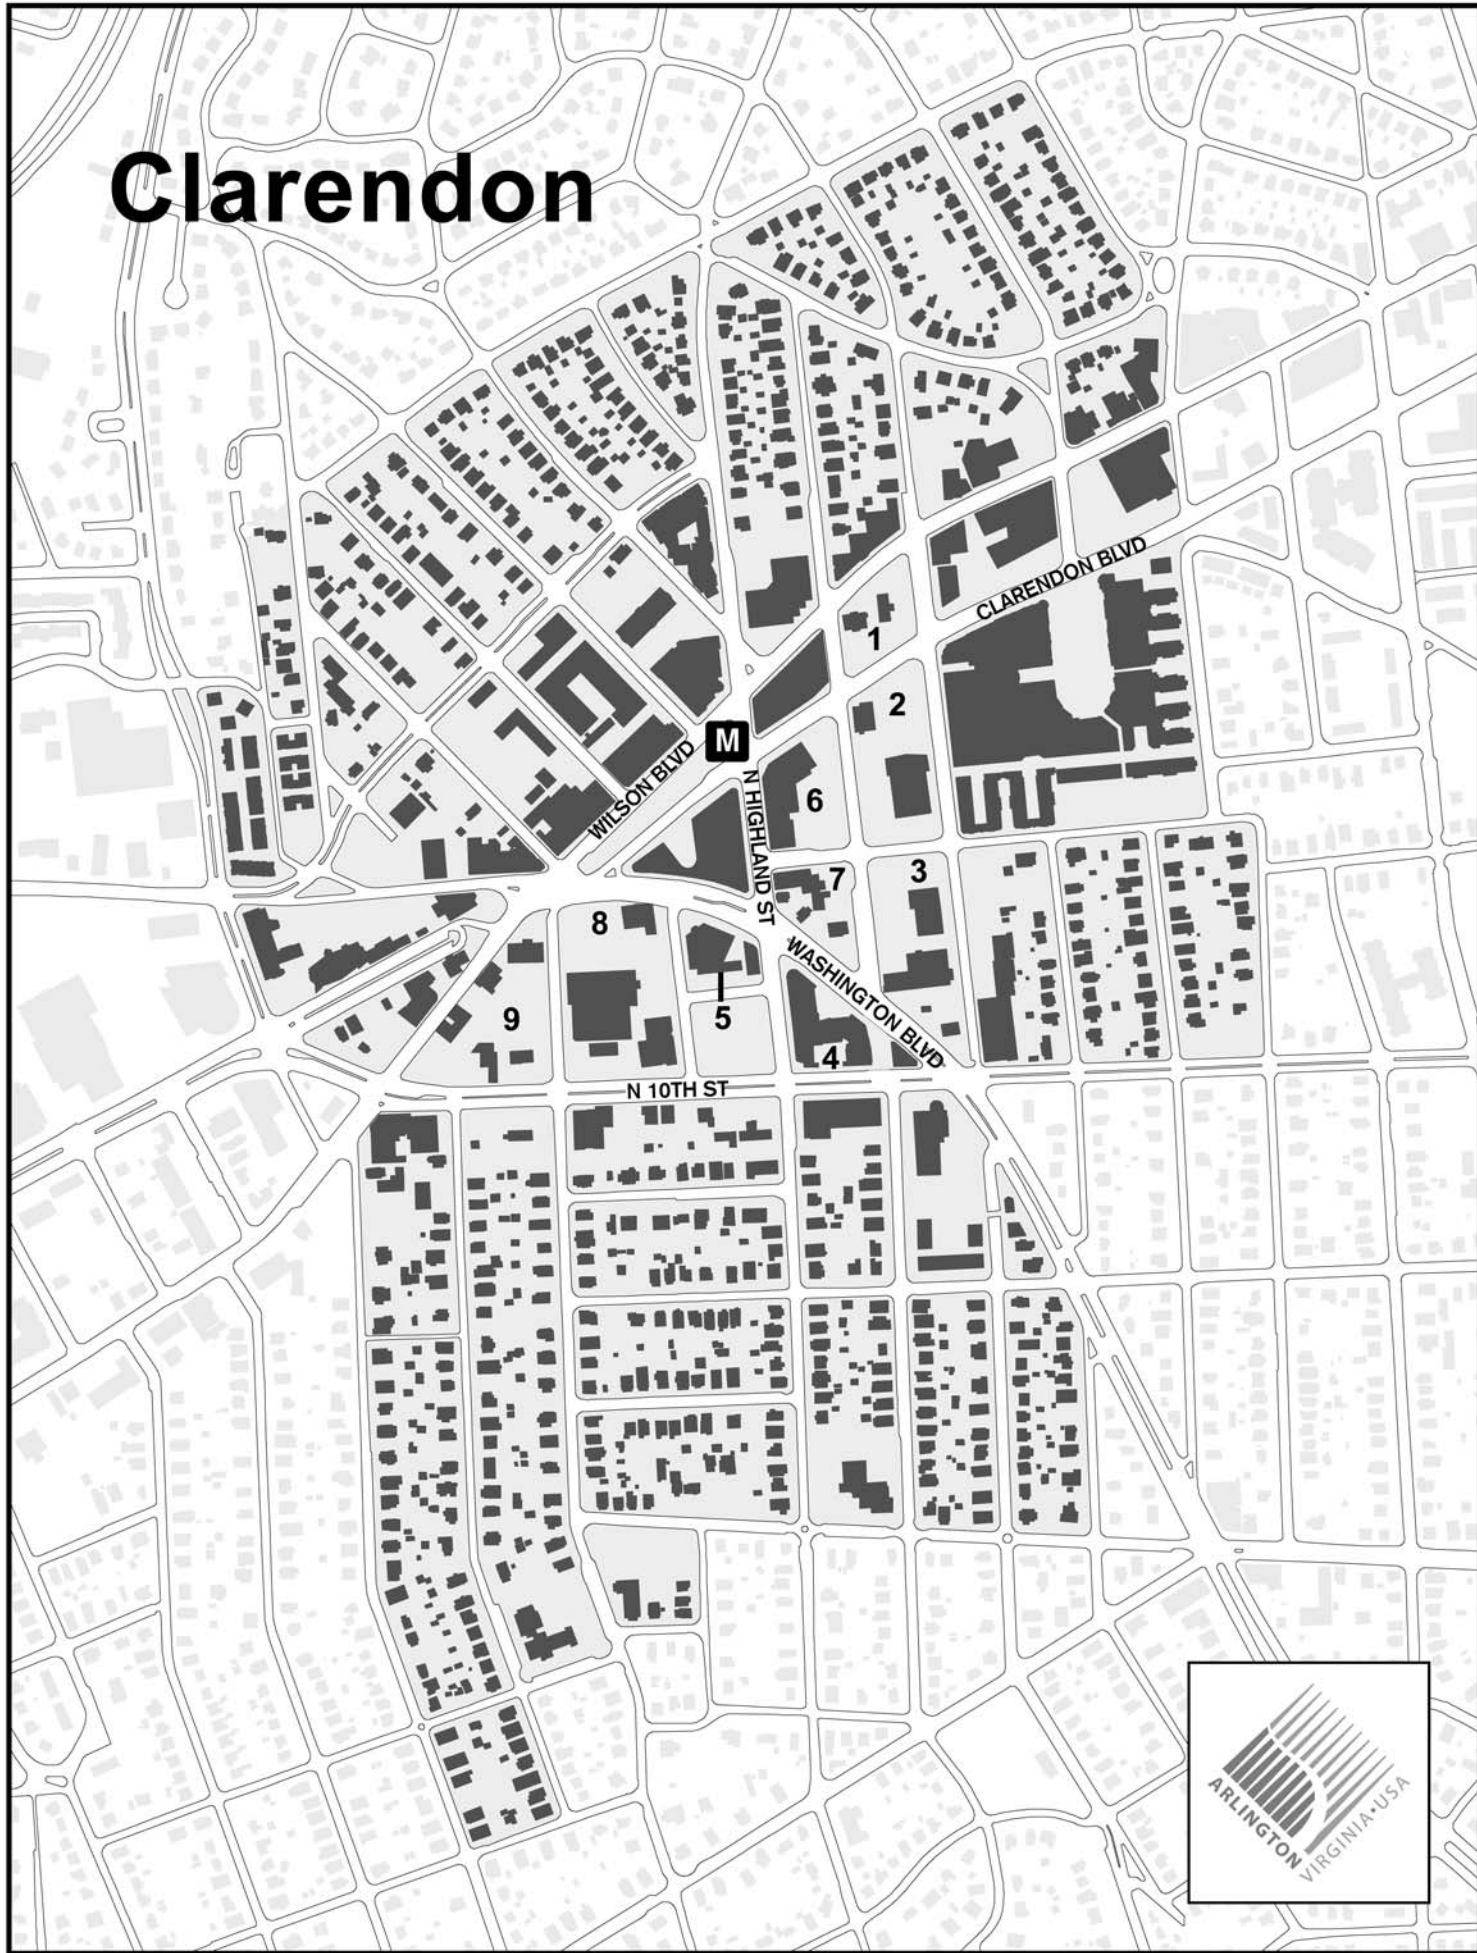 Clarendon
CLARENDON BLVD
1
2
M
WILSON BLVD
N HIGHLAND ST
6
7
3
8
WASHINGTON BLVD
9
5
4
N 10TH ST
ARLINGTON
VIRGINIA•USA